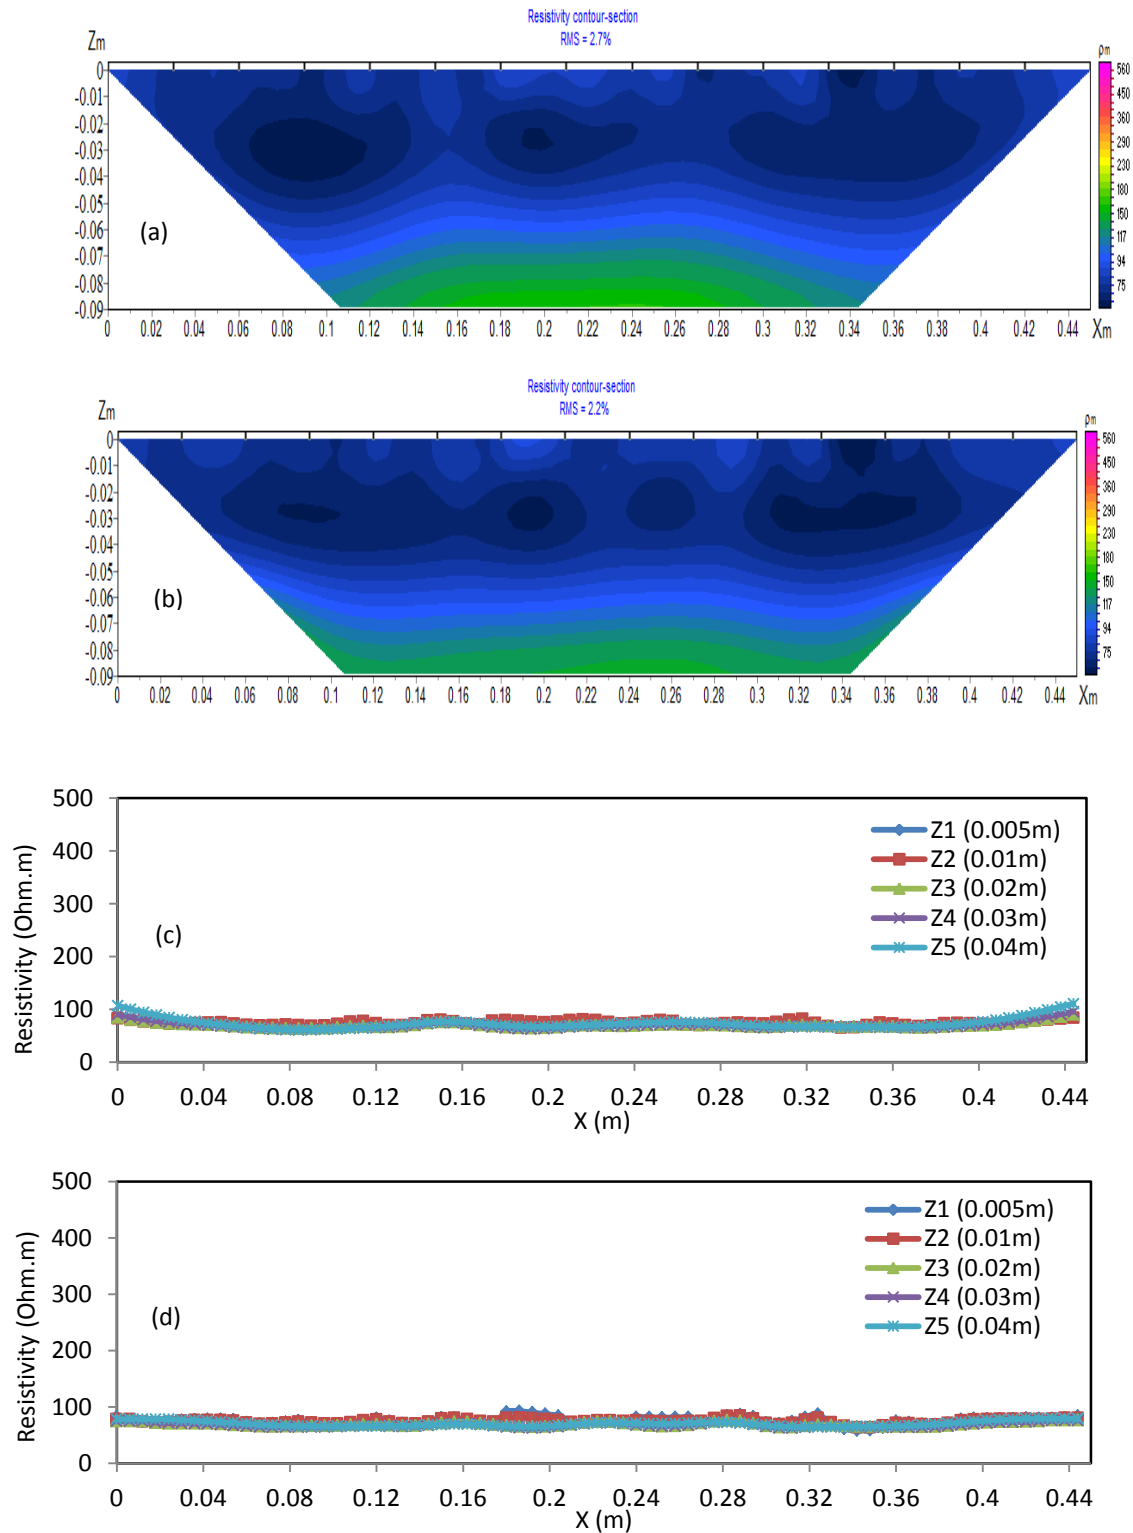 Resistivity contour-section
RMS = 2.7%
Zm
ρm
0
-0.01
-0.02
-0.03
-0.04
-0.05
-0.06
-0.07
-0.08
-0.09
(a)
560
450
360
290
230
180
150
117
94
75
0 0.02 0.04 0.06 0.08 0.1 0.12 0.14 0.16 0.18 0.2 0.22 0.24 0.26 0.28 0.3 0.32 0.34 0.36 0.38 0.4 0.42 0.44 Xm
Resistivity contour-section
RMS = 2.2%
Zm
ρm
0
-0.01
-0.02
-0.03
-0.04
-0.05
-0.06
-0.07
-0.08
-0.09
(b)
560
450
360
290
230
180
150
117
94
75
0 0.02 0.04 0.06 0.08 0.1 0.12 0.14 0.16 0.18 0.2 0.22 0.24 0.26 0.28 0.3 0.32 0.34 0.36 0.38 0.4 0.42 0.44 Xm
Resistivity (Ohm.m)
500
400
300
200
100
0
(c)
Z1 (0.005m)
Z2 (0.01m)
Z3 (0.02m)
Z4 (0.03m)
Z5 (0.04m)
0 0.04 0.08 0.12 0.16 0.2 0.24 0.28 0.32 0.36 0.4 0.44
X (m)
Resistivity (Ohm.m)
500
400
300
200
100
0
(d)
Z1 (0.005m)
Z2 (0.01m)
Z3 (0.02m)
Z4 (0.03m)
Z5 (0.04m)
0 0.04 0.08 0.12 0.16 0.2 0.24 0.28 0.32 0.36 0.4 0.44
X (m)